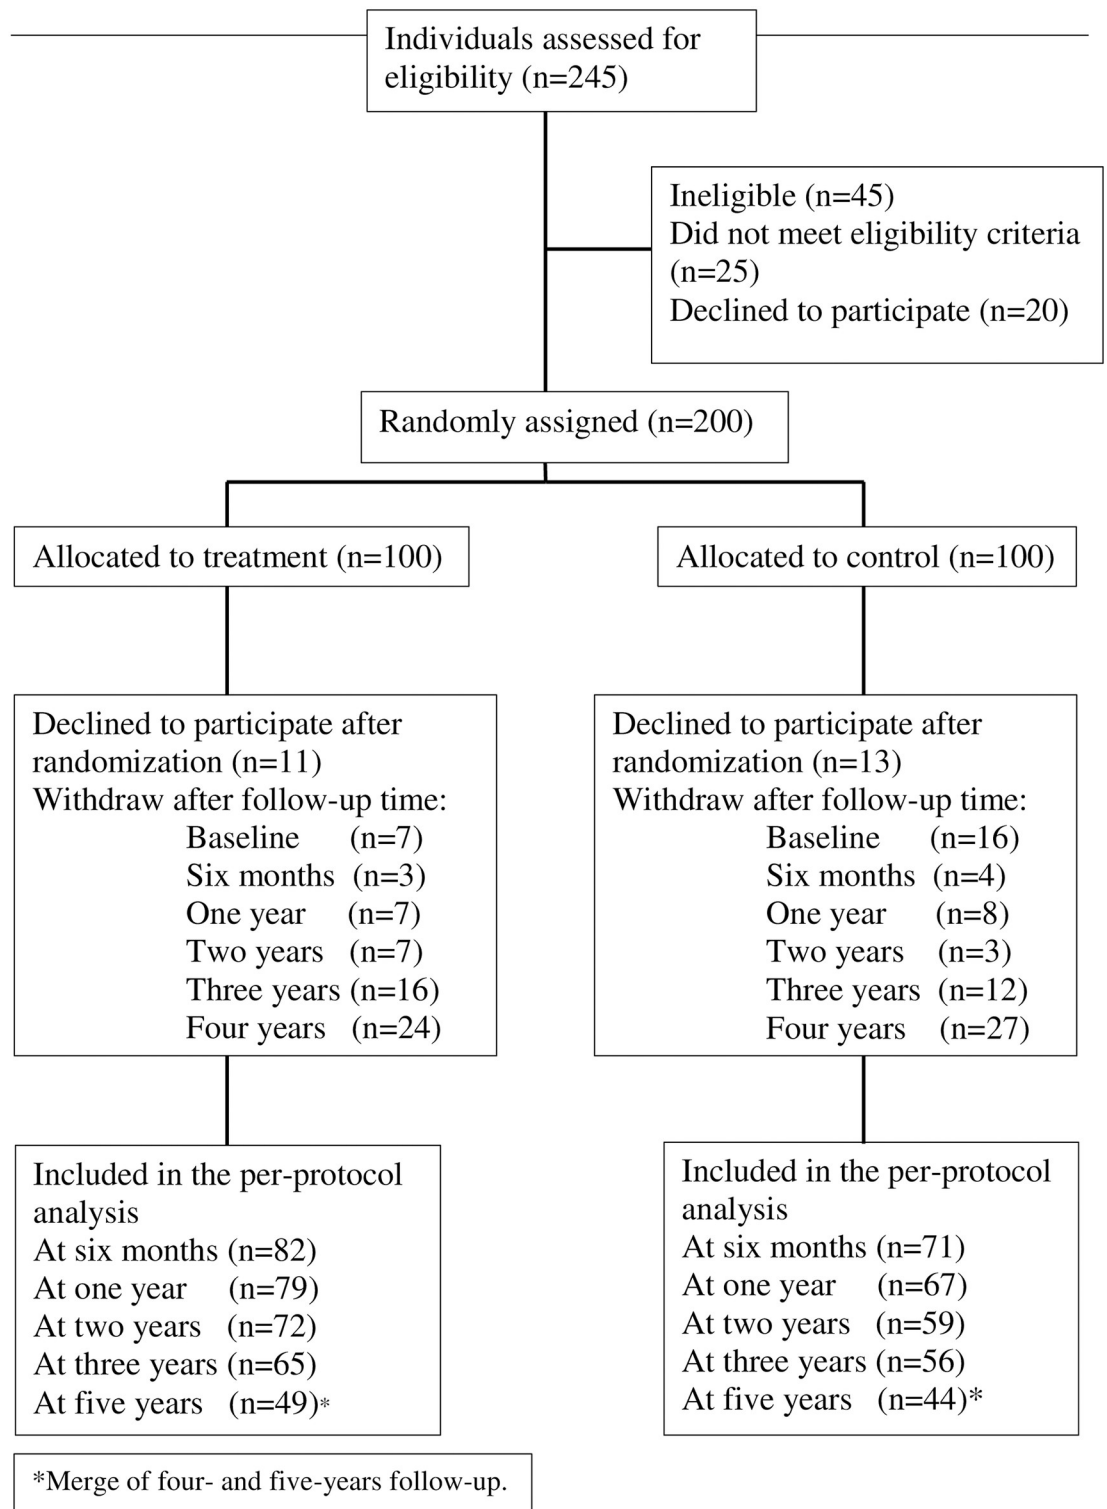 Individuals assessed for
eligibility (n=245)
Ineligible (n=45)
Did not meet eligibility criteria
(n=25)
Declined to participate (n=20)
Randomly assigned (n=200)
Allocated to treatment (n=100)
Allocated to control (n=100)
Declined to participate after
randomization (n=11)
Withdraw after follow-up time:
Baseline (n=7)
Six months (n=3)
One year (n=7)
Two years (n=7)
Three years (n=16)
Four years (n=24)
Declined to participate after
randomization (n=13)
Withdraw after follow-up time:
Baseline (n=16)
Six months (n=4)
One year (n=8)
Two years (n=3)
Three years (n=12)
Four years (n=27)
Included in the per-protocol
analysis
At six months (n=82)
At one year (n=79)
At two years (n=72)
At three years (n=65)
At five years (n=49)*
Included in the per-protocol
analysis
At six months (n=71)
At one year (n=67)
At two years (n=59)
At three years (n=56)
At five years (n=44)*
*Merge of four- and five-years follow-up.